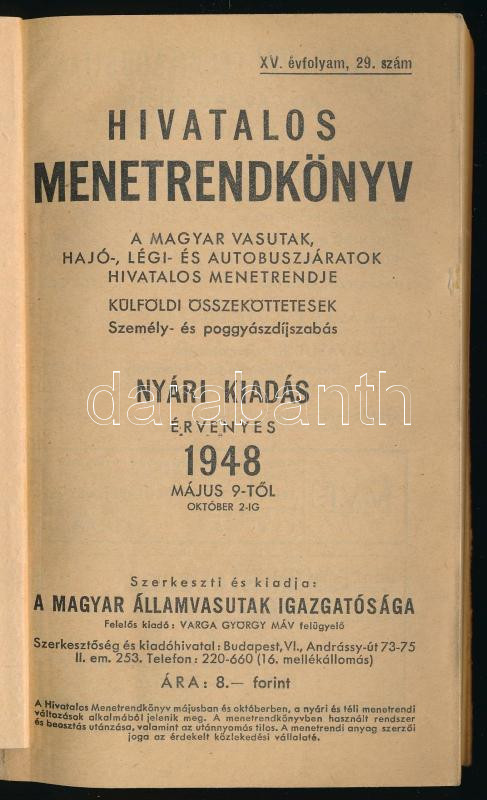 XV. évfolyam, 29. szám
HIVATALOS
MENETRENDKÖNYV
A MAGYAR VASUTAK,
HAJÓ-, LÉGI- ÉS AUTOBUSZJÁRATOK
HIVATALOS MENETRENDJE
KÜLFÖLDI ÖSSZEKÖTTETESEK
Személy- és poggyászdíjszabás
NYÁRI KIADÁS
darabanth
ÉRVENYES
1948
MÁJUS 9-TŐL
OKTÓBER 2-IG
Szerkeszti és kiadja:
A MAGYAR ÁLLAMVASUTAK IGAZGATÓSÁGA
Felelős kiadó: VARGA GYÖRGY MÁV felügyelő
Szerkesztőség és kiadóhivatal: Budapest, VI., Andrássy-út 73-75
II. em. 253. Telefon: 220-660 (16. mellékállomás)
ÁRA: 8.— forint
A Hivatalos Menetrendkönyv májusban és októberben, a nyári és téli menetrendi
változások alkalmából jelenik meg. A menetrendkönyvben használt rendszer
és beosztás utánzása, valamint az utánnyomás tilos. A menetrendi anyag szerzői
joga az érdekelt közlekedési vállalaté.